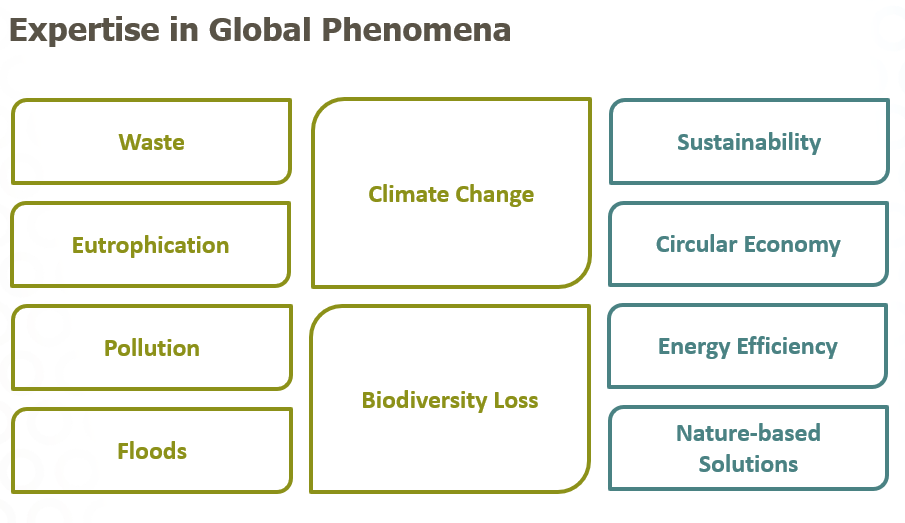 Expertise in Global Phenomena
Waste
Eutrophication
Pollution
Floods
Climate Change
Biodiversity Loss
Sustainability
Circular Economy
Energy Efficiency
Nature-based
Solutions